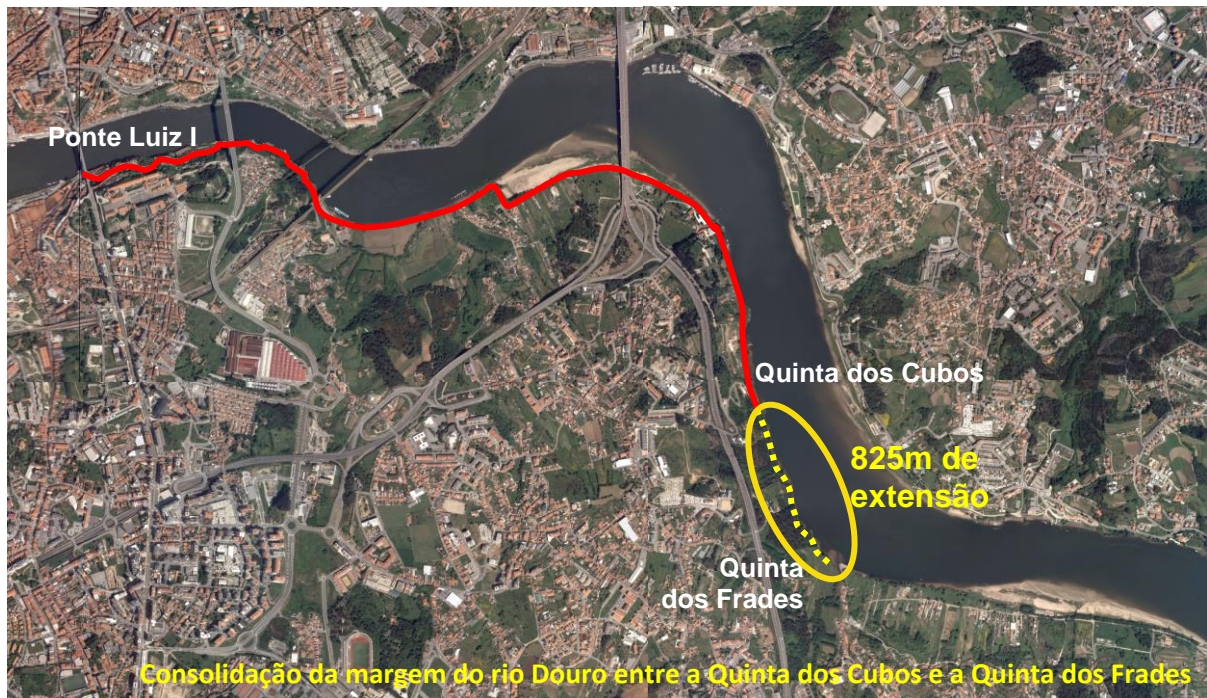 Ponte Luiz I
Quinta dos Cubos
825m de
extensão
Quinta
dos Frades
Consolidação da margem do rio Douro entre a Quinta dos Cubos e a Quinta dos Frades